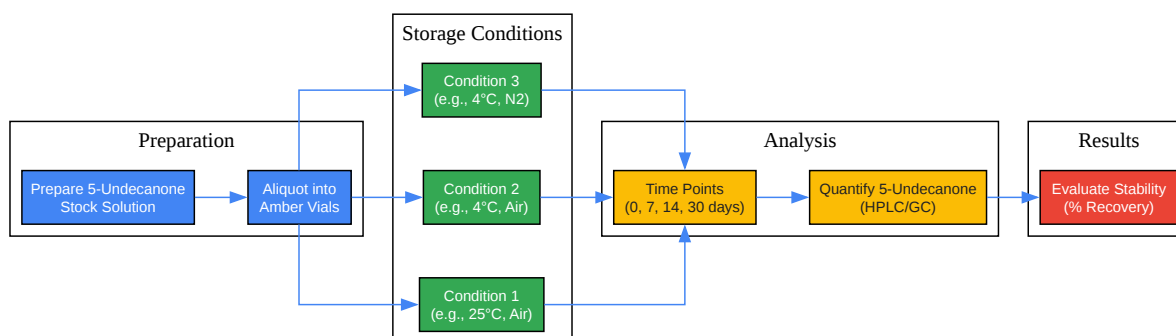 Storage Conditions
Condition 3
(e.g., 4°C, N2)
Preparation
Prepare 5-Undecanone
Stock Solution
Aliquot into
Amber Vials
Condition 2
(e.g., 4°C, Air)
Condition 1
(e.g., 25°C, Air)
Analysis
Time Points
(0, 7, 14, 30 days)
Quantify 5-Undecanone
(HPLC/GC)
Results
Evaluate Stability
(% Recovery)